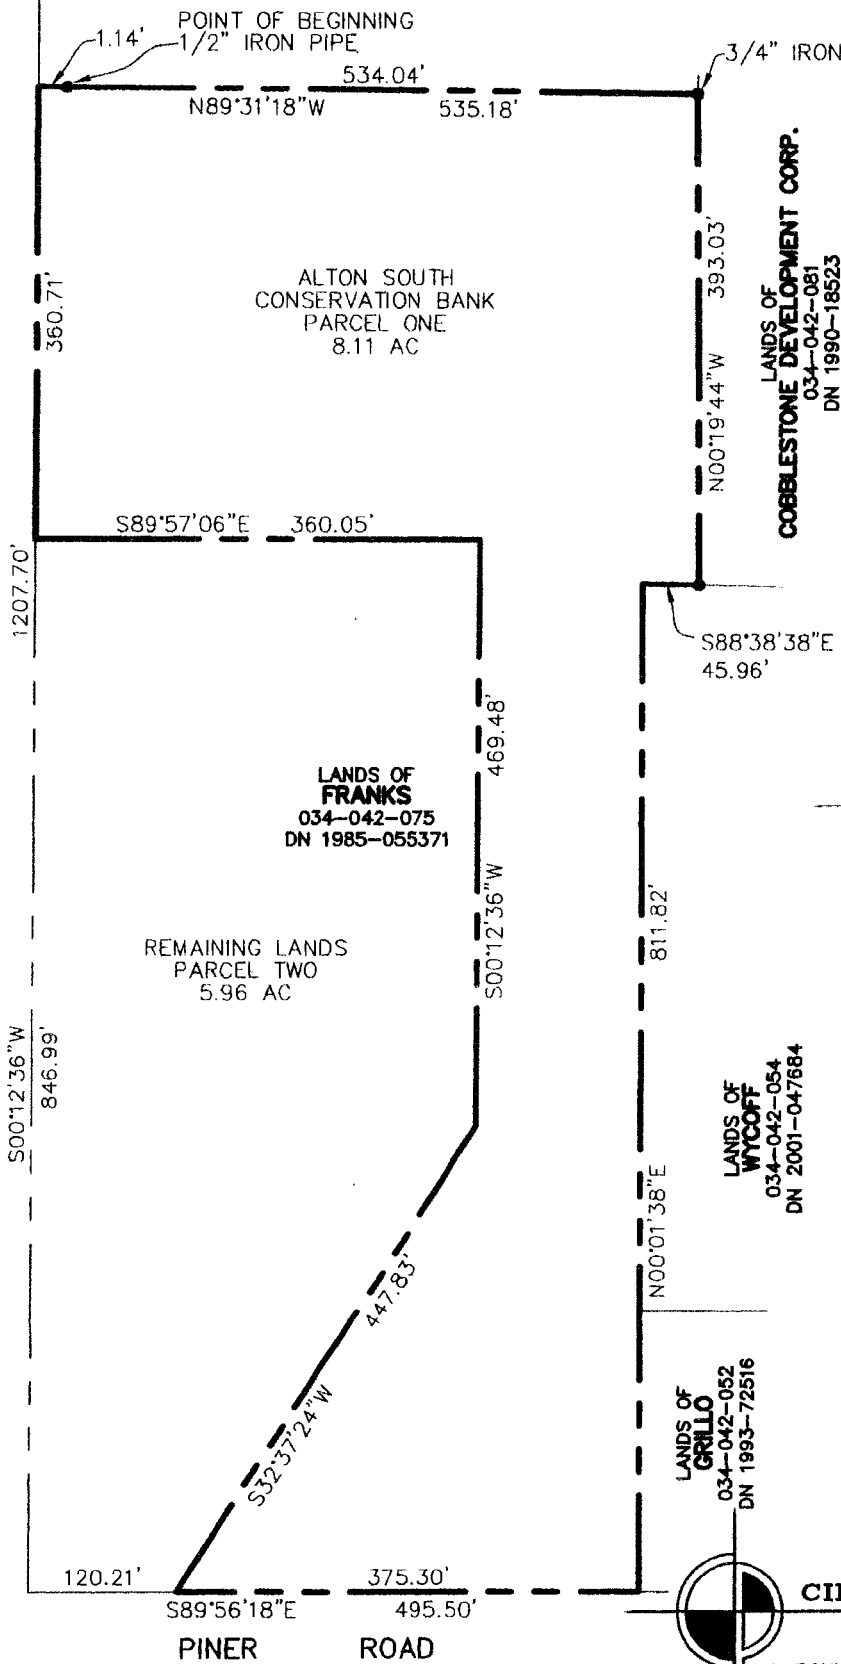 POINT OF BEGINNING
1.14'
1/2" IRON PIPE
3/4" IRON
534.04'
N89°31'18"W
535.18'
360.71'
ALTON SOUTH
CONSERVATION BANK
PARCEL ONE
8.11 AC
393.03'
N00°19'44"W
LANDS OF
COBBLESTONE DEVELOPMENT CORP.
034-042-081
DN 1990-18523
S89°57'06"E
360.05'
1207.70'
S88°38'38"E
45.96'
469.48'
S00°12'36"W
LANDS OF
FRANKS
034-042-075
DN 1985-055371
811.82'
N00°01'38"E
REMAINING LANDS
PARCEL TWO
5.96 AC
S00°12'36"W
846.99'
LANDS OF
WYCOFF
034-042-054
DN 2001-047684
447.83'
S32°37'24"W
LANDS OF
GRILLO
034-042-052
DN 1993-72516
120.21'
375.30'
S89°56'18"E
495.50'
PINER ROAD